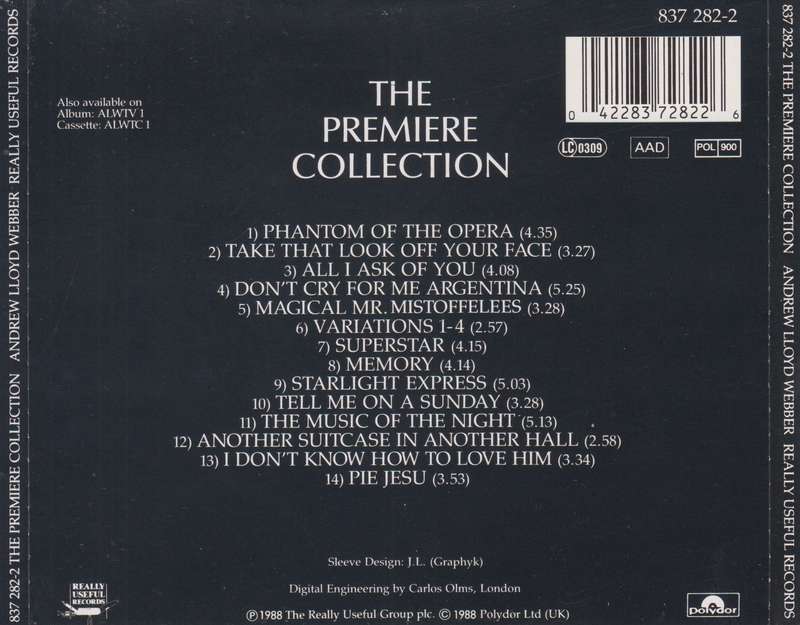 837 282-2
0 42283 72822 6
Also available on
Album: ALWTV 1
Cassette: ALWTC 1
THE
PREMIERE
COLLECTION
LC 0309
AAD
POL 900
1) PHANTOM OF THE OPERA (4.35)
2) TAKE THAT LOOK OFF YOUR FACE (3.27)
3) ALL I ASK OF YOU (4.08)
4) DON'T CRY FOR ME ARGENTINA (5.25)
5) MAGICAL MR. MISTOFFELEES (3.28)
6) VARIATIONS 1-4 (2.57)
7) SUPERSTAR (4.15)
8) MEMORY (4.14)
9) STARLIGHT EXPRESS (5.03)
10) TELL ME ON A SUNDAY (3.28)
11) THE MUSIC OF THE NIGHT (5.13)
12) ANOTHER SUITCASE IN ANOTHER HALL (2.58)
13) I DON'T KNOW HOW TO LOVE HIM (3.34)
14) PIE JESU (3.53)
Sleeve Design: J.L. (Graphyk)
Digital Engineering by Carlos Olms, London
℗ 1988 The Really Useful Group plc. © 1988 Polydor Ltd (UK)
REALLY
USEFUL
RECORDS
polydor
837 282-2 THE PREMIERE COLLECTION ANDREW LLOYD WEBBER REALLY USEFUL RECORDS
837 282-2 THE PREMIERE COLLECTION ANDREW LLOYD WEBBER REALLY USEFUL RECORDS